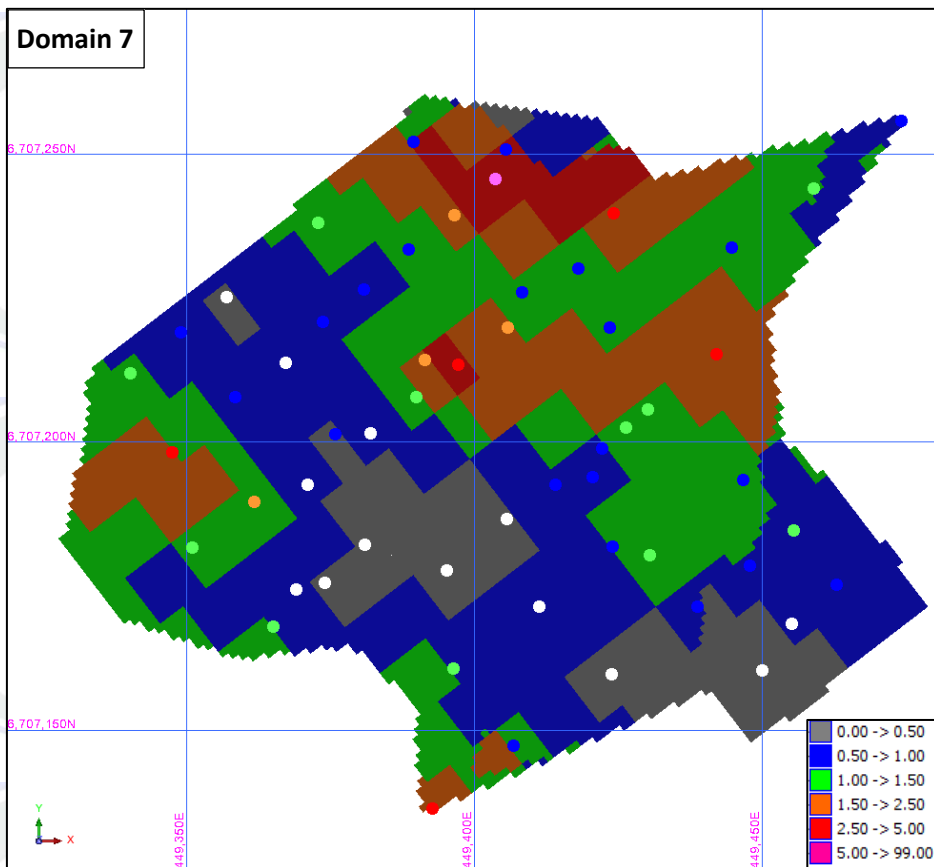 Domain 7
6,707,250N
6,707,200N
6,707,150N
449,350E
449,400E
449,450E
Y
X
0.00 -> 0.50
0.50 -> 1.00
1.00 -> 1.50
1.50 -> 2.50
2.50 -> 5.00
5.00 -> 99.00